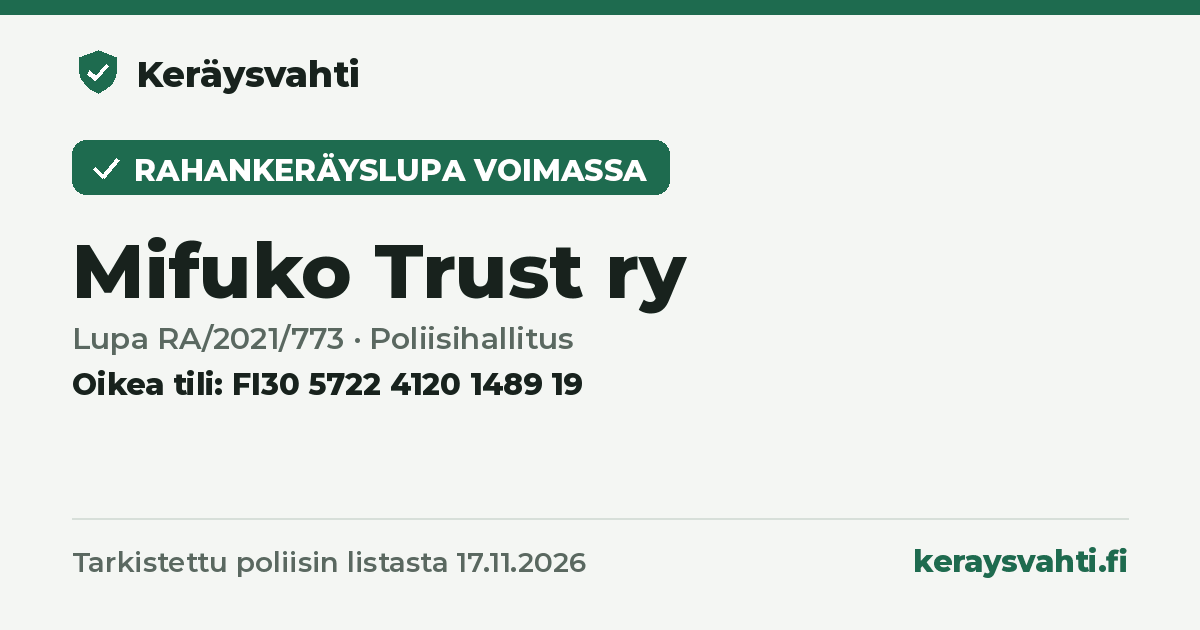 Keräysvahti
RAHANKERÄYSLUPA VOIMASSA
Mifuko Trust ry
Lupa RA/2021/773 · Poliisihallitus
Oikea tili: FI30 5722 4120 1489 19
Tarkistettu poliisin listasta 17.11.2026
keraysvahti.fi